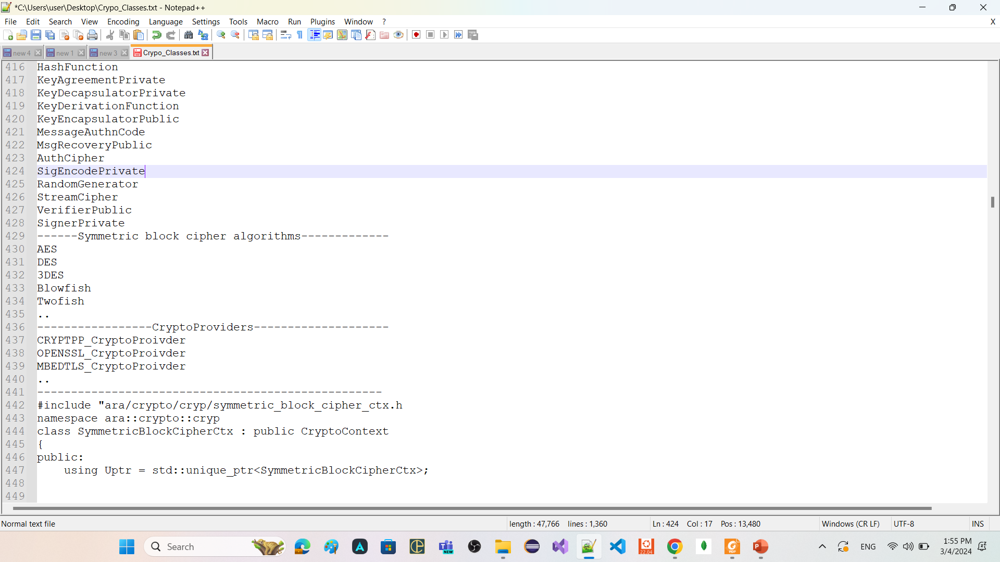 *C:\Users\user\Desktop\Crypo_Classes.txt - Notepad++
File Edit Search View Encoding Language Settings Tools Macro Run Plugins Window ? X
new 4 new 1 new 3 Crypo_Classes.txt
416 HashFunction
417 KeyAgreementPrivate
418 KeyDecapsulatorPrivate
419 KeyDerivationFunction
420 KeyEncapsulatorPublic
421 MessageAuthnCode
422 MsgRecoveryPublic
423 AuthCipher
424 SigEncodePrivate
425 RandomGenerator
426 StreamCipher
427 VerifierPublic
428 SignerPrivate
429 ------Symmetric block cipher algorithms-------------
430 AES
431 DES
432 3DES
433 Blowfish
434 Twofish
435 ..
436 -----------------CryptoProviders--------------------
437 CRYPTPP_CryptoProivder
438 OPENSSL_CryptoProivder
439 MBEDTLS_CryptoProivder
440 ..
441 ---------------------------------------------------
442 #include "ara/crypto/cryp/symmetric_block_cipher_ctx.h
443 namespace ara::crypto::cryp
444 class SymmetricBlockCipherCtx : public CryptoContext
445 {
446 public:
447     using Uptr = std::unique_ptr<SymmetricBlockCipherCtx>;
448
449
Normal text file length : 47,766 lines : 1,360 Ln : 424 Col : 17 Pos : 13,480 Windows (CR LF) UTF-8 INS
Search NEW 22.04 PDF P ENG 1:55 PM
3/4/2024